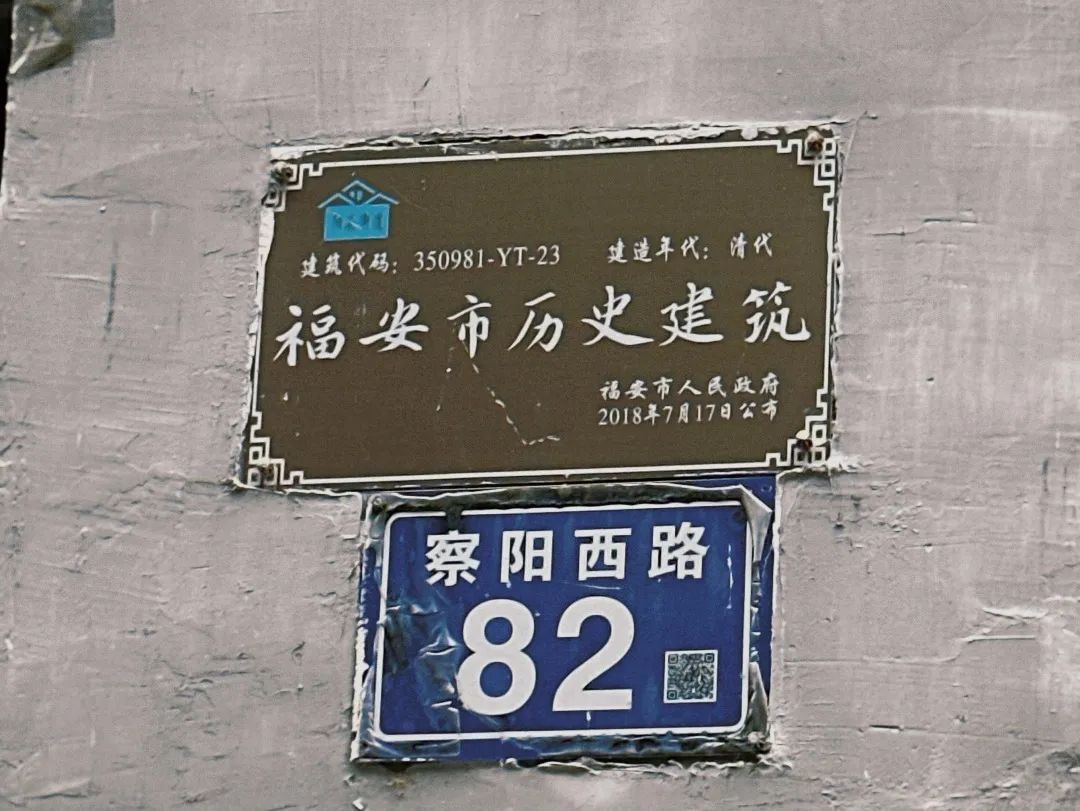 建筑代码：350981-YT-23 建造年代：清代
福安市历史建筑
福安市人民政府
2018年7月17日公布
察阳西路
82